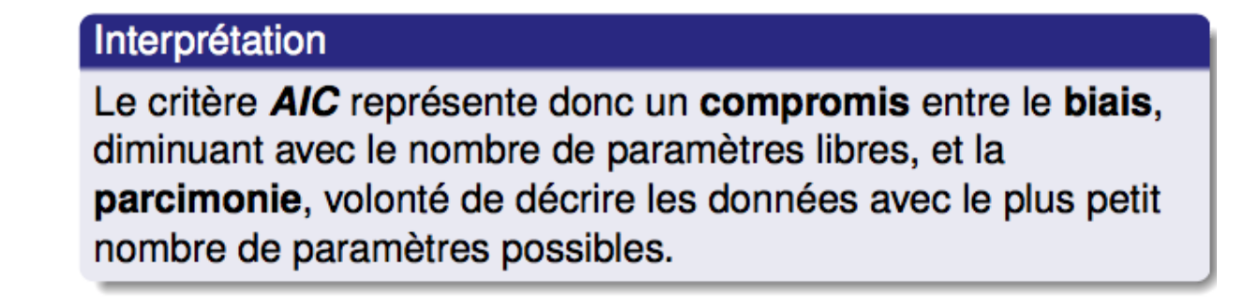 Interprétation
Le critère AIC représente donc un compromis entre le biais,
diminuant avec le nombre de paramètres libres, et la
parcimonie, volonté de décrire les données avec le plus petit
nombre de paramètres possibles.